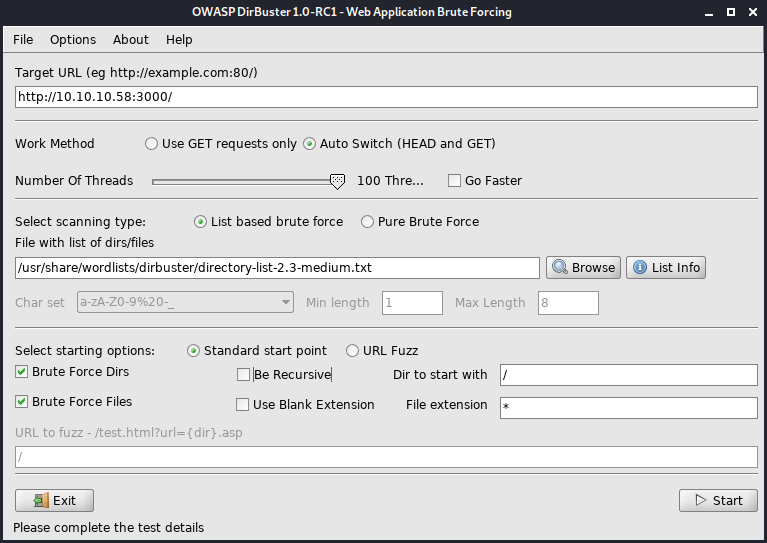 OWASP DirBuster 1.0-RC1 - Web Application Brute Forcing
File Options About Help
Target URL (eg http://example.com:80/)
http://10.10.10.58:3000/
Work Method Use GET requests only Auto Switch (HEAD and GET)
Number Of Threads 100 Thre... Go Faster
Select scanning type: List based brute force Pure Brute Force
File with list of dirs/files
/usr/share/wordlists/dirbuster/directory-list-2.3-medium.txt Browse List Info
Char set a-zA-Z0-9%20-_ Min length 1 Max Length 8
Select starting options: Standard start point URL Fuzz
Brute Force Dirs Be Recursive Dir to start with /
Brute Force Files Use Blank Extension File extension *
URL to fuzz - /test.html?url={dir}.asp
/
Exit Start
Please complete the test details